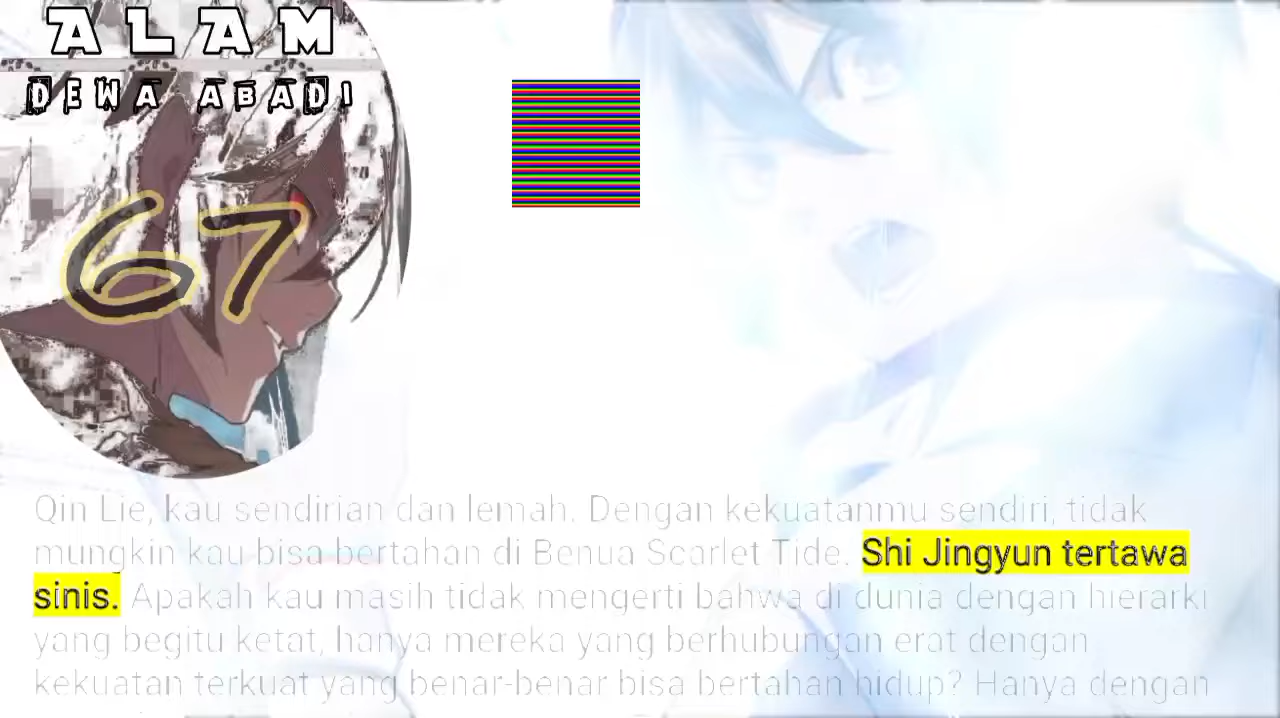 ALAM
DEWA ABADI
67
Qin Lie, kau sendirian dan lemah. Dengan kekuatanmu sendiri, tidak
mungkin kau bisa bertahan di Benua Scarlet Tide. Shi Jingyun tertawa
sinis. Apakah kau masih tidak mengerti bahwa di dunia dengan hierarki
yang begitu ketat, hanya mereka yang berhubungan erat dengan
kekuatan terkuat yang benar-benar bisa bertahan hidup? Hanya dengan